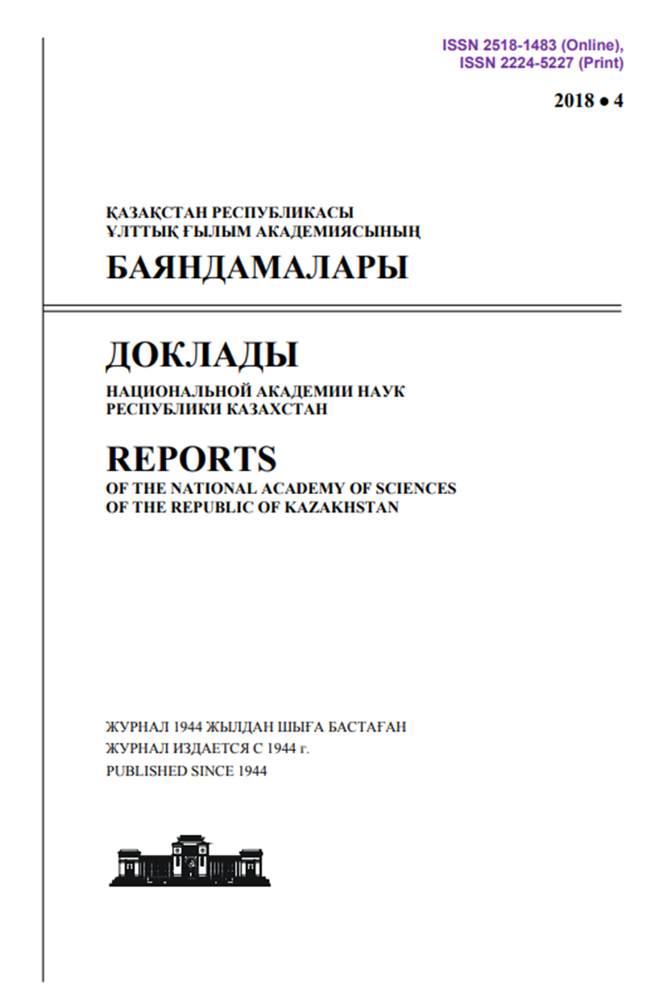 ISSN 2518-1483 (Online),
ISSN 2224-5227 (Print)
2018 ● 4
ҚАЗАҚСТАН РЕСПУБЛИКАСЫ
ҰЛТТЫҚ ҒЫЛЫМ АКАДЕМИЯСЫНЫҢ
БАЯНДАМАЛАРЫ
ДОКЛАДЫ
НАЦИОНАЛЬНОЙ АКАДЕМИИ НАУК
РЕСПУБЛИКИ КАЗАХСТАН
REPORTS
OF THE NATIONAL ACADEMY OF SCIENCES
OF THE REPUBLIC OF KAZAKHSTAN
ЖУРНАЛ 1944 ЖЫЛДАН ШЫҒА БАСТАҒАН
ЖУРНАЛ ИЗДАЕТСЯ С 1944 г.
PUBLISHED SINCE 1944